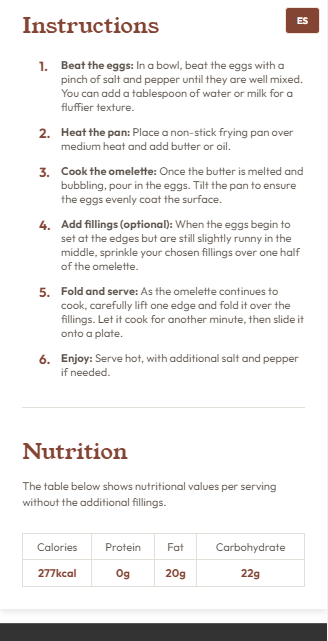 Instructions
ES
1. Beat the eggs: In a bowl, beat the eggs with a
pinch of salt and pepper until they are well mixed.
You can add a tablespoon of water or milk for a
fluffier texture.
2. Heat the pan: Place a non-stick frying pan over
medium heat and add butter or oil.
3. Cook the omelette: Once the butter is melted and
bubbling, pour in the eggs. Tilt the pan to ensure
the eggs evenly coat the surface.
4. Add fillings (optional): When the eggs begin to
set at the edges but are still slightly runny in the
middle, sprinkle your chosen fillings over one half
of the omelette.
5. Fold and serve: As the omelette continues to
cook, carefully lift one edge and fold it over the
fillings. Let it cook for another minute, then slide it
onto a plate.
6. Enjoy: Serve hot, with additional salt and pepper
if needed.
Nutrition
The table below shows nutritional values per serving
without the additional fillings.
Calories Protein Fat Carbohydrate
277kcal 0g 20g 22g